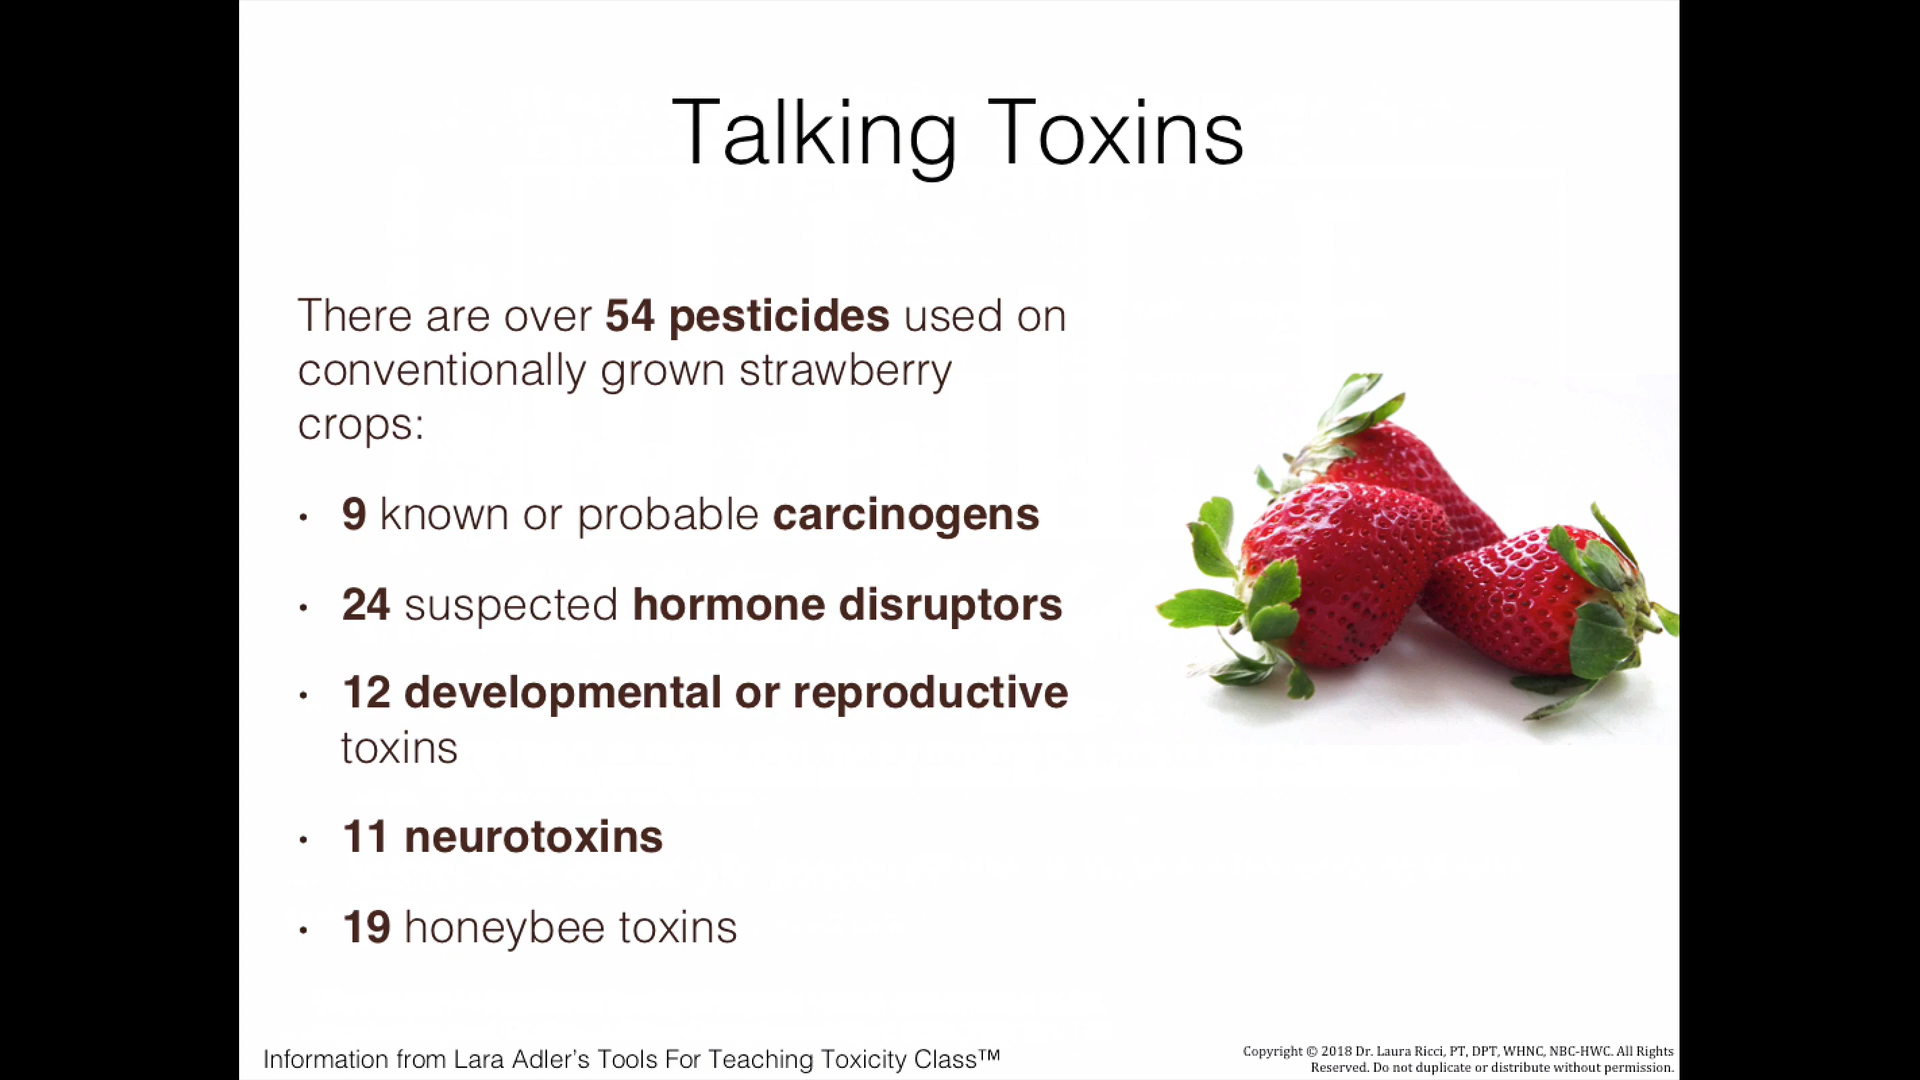 Talking Toxins
There are over 54 pesticides used on
conventionally grown strawberry
crops:
• 9 known or probable carcinogens
• 24 suspected hormone disruptors
• 12 developmental or reproductive
toxins
• 11 neurotoxins
• 19 honeybee toxins
Information from Lara Adler’s Tools For Teaching Toxicity Class™
Copyright © 2018 Dr. Laura Ricci, PT, DPT, WHNC, NBC-HWC. All Rights
Reserved. Do not duplicate or distribute without permission.